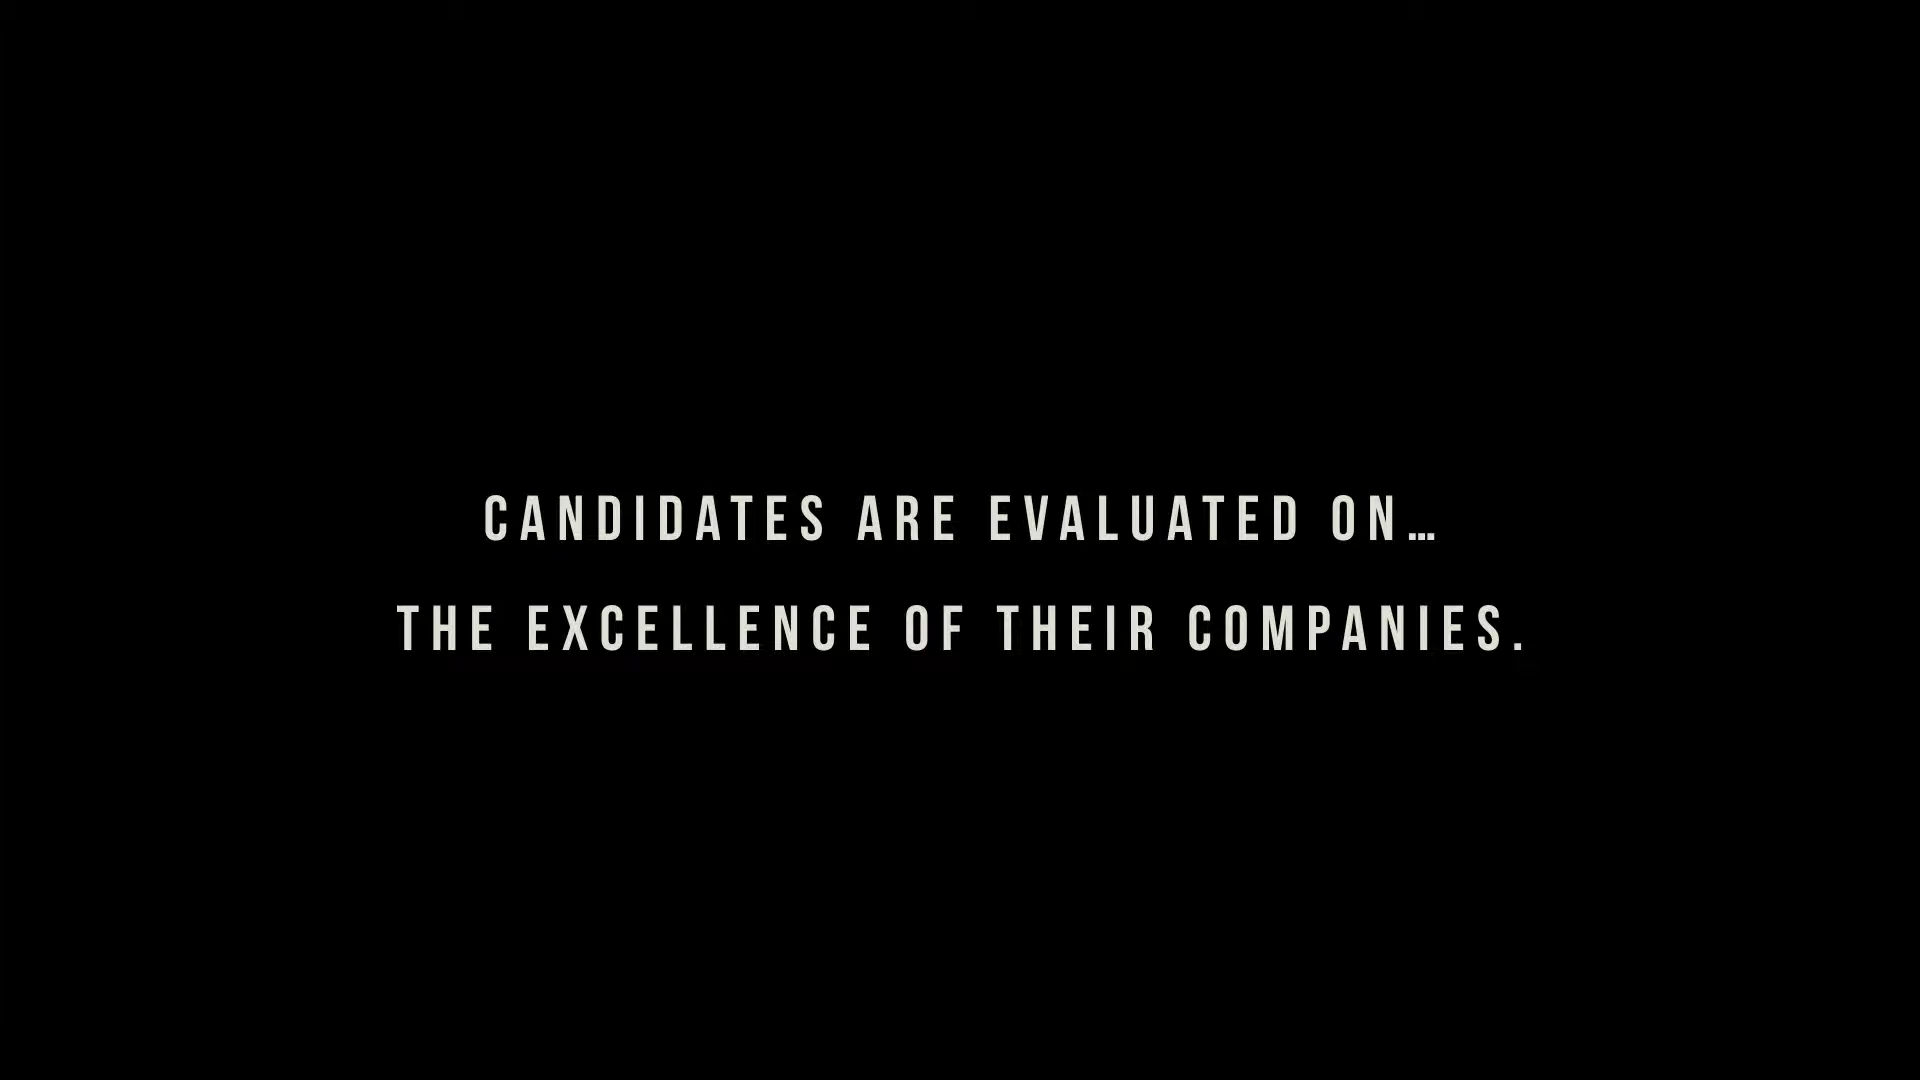 CANDIDATES ARE EVALUATED ON…
THE EXCELLENCE OF THEIR COMPANIES.